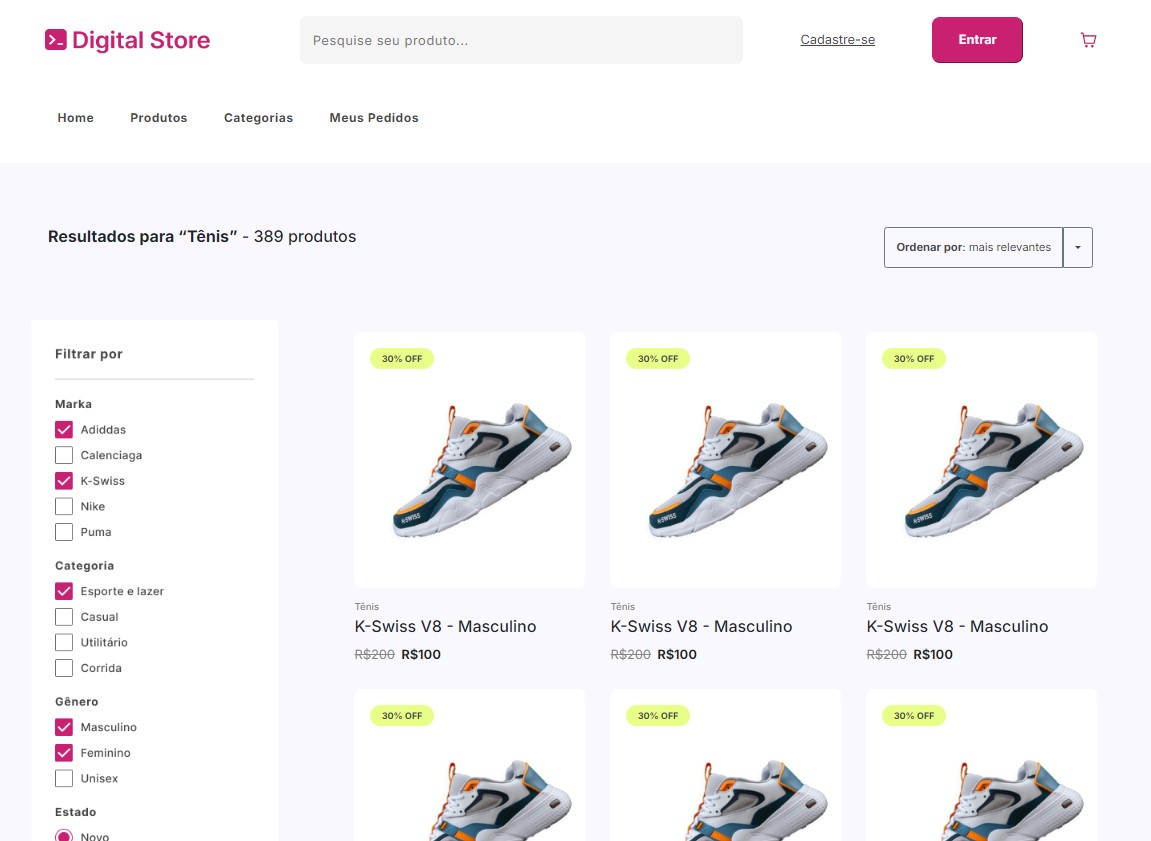 Digital Store
Pesquise seu produto...
Cadastre-se
Entrar
Home
Produtos
Categorias
Meus Pedidos
Resultados para “Tênis” - 389 produtos
Ordenar por: mais relevantes
Filtrar por
Marka
Adiddas
Calenciaga
K-Swiss
Nike
Puma
Categoria
Esporte e lazer
Casual
Utilitário
Corrida
Gênero
Masculino
Feminino
Unisex
Estado
Novo
30% OFF
K-SWISS
Tênis
K-Swiss V8 - Masculino
R$200 R$100
30% OFF
K-SWISS
Tênis
K-Swiss V8 - Masculino
R$200 R$100
30% OFF
K-SWISS
Tênis
K-Swiss V8 - Masculino
R$200 R$100
30% OFF
30% OFF
30% OFF